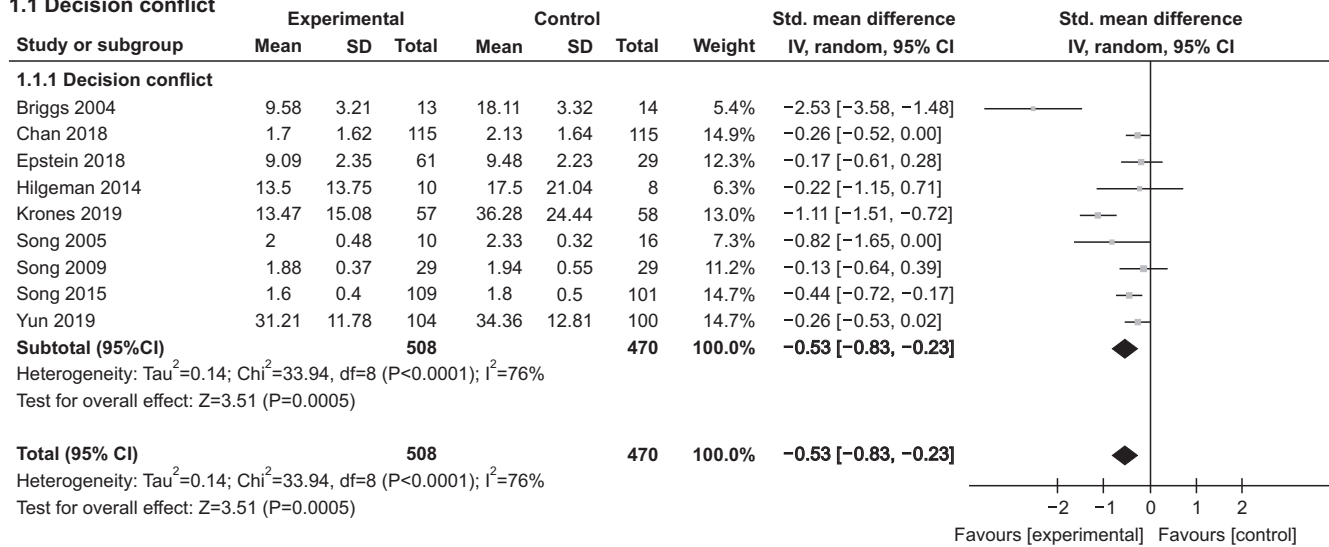 1.1 Decision conflict
Experimental Control Std. mean difference Std. mean difference
Study or subgroup Mean SD Total Mean SD Total Weight IV, random, 95% CI IV, random, 95% CI
1.1.1 Decision conflict
Briggs 2004 9.58 3.21 13 18.11 3.32 14 5.4% −2.53 [−3.58, −1.48]
Chan 2018 1.7 1.62 115 2.13 1.64 115 14.9% −0.26 [−0.52, 0.00]
Epstein 2018 9.09 2.35 61 9.48 2.23 29 12.3% −0.17 [−0.61, 0.28]
Hilgeman 2014 13.5 13.75 10 17.5 21.04 8 6.3% −0.22 [−1.15, 0.71]
Krones 2019 13.47 15.08 57 36.28 24.44 58 13.0% −1.11 [−1.51, −0.72]
Song 2005 2 0.48 10 2.33 0.32 16 7.3% −0.82 [−1.65, 0.00]
Song 2009 1.88 0.37 29 1.94 0.55 29 11.2% −0.13 [−0.64, 0.39]
Song 2015 1.6 0.4 109 1.8 0.5 101 14.7% −0.44 [−0.72, −0.17]
Yun 2019 31.21 11.78 104 34.36 12.81 100 14.7% −0.26 [−0.53, 0.02]
Subtotal (95%CI) 508 470 100.0% −0.53 [−0.83, −0.23]
Heterogeneity: Tau²=0.14; Chi²=33.94, df=8 (P<0.0001); I²=76%
Test for overall effect: Z=3.51 (P=0.0005)
Total (95% CI) 508 470 100.0% −0.53 [−0.83, −0.23]
Heterogeneity: Tau²=0.14; Chi²=33.94, df=8 (P<0.0001); I²=76%
Test for overall effect: Z=3.51 (P=0.0005)
−2 −1 0 1 2
Favours [experimental] Favours [control]